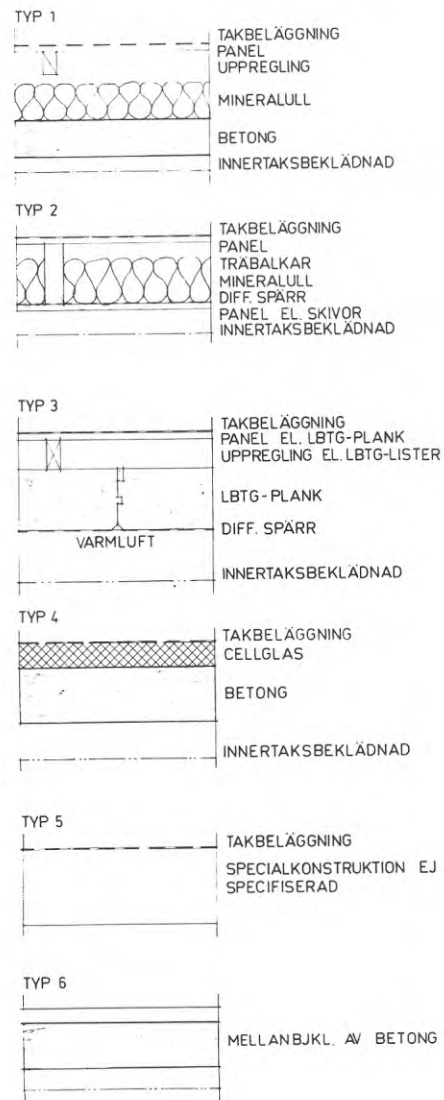 TYP 1
TAKBELÄGGNING
PANEL
UPPREGLING
MINERALULL
BETONG
INNERTAKSBEKLÄDNAD
TYP 2
TAKBELÄGGNING
PANEL
TRÄBALKAR
MINERALULL
DIFF. SPÄRR
PANEL EL. SKIVOR
INNERTAKSBEKLÄDNAD
TYP 3
TAKBELÄGGNING
PANEL EL. LBTG-PLANK
UPPREGLING EL. LBTG-LISTER
LBTG-PLANK
DIFF. SPÄRR
VARMLUFT
INNERTAKSBEKLÄDNAD
TYP 4
TAKBELÄGGNING
CELLGLAS
BETONG
INNERTAKSBEKLÄDNAD
TYP 5
TAKBELÄGGNING
SPECIALKONSTRUKTION EJ
SPECIFISERAD
TYP 6
MELLANBJKL. AV BETONG